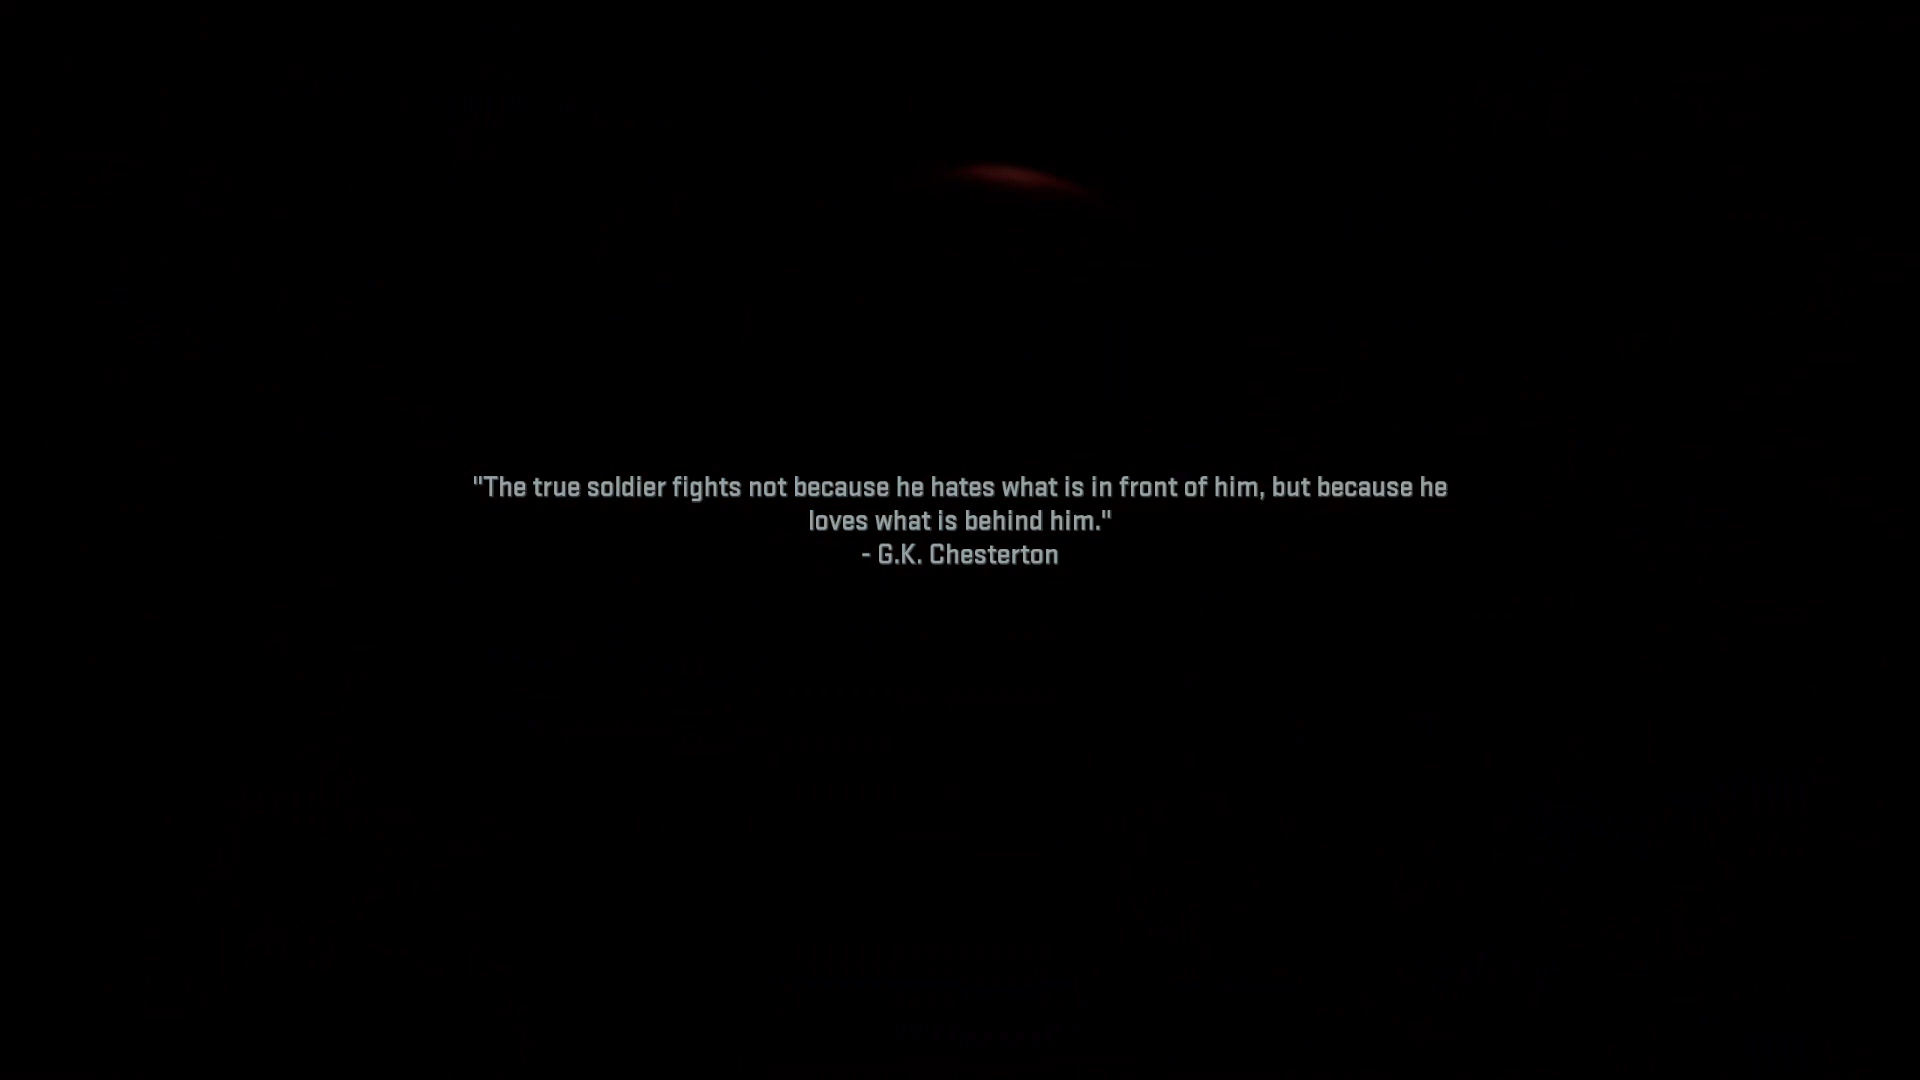 "The true soldier fights not because he hates what is in front of him, but because he
loves what is behind him."
- G.K. Chesterton